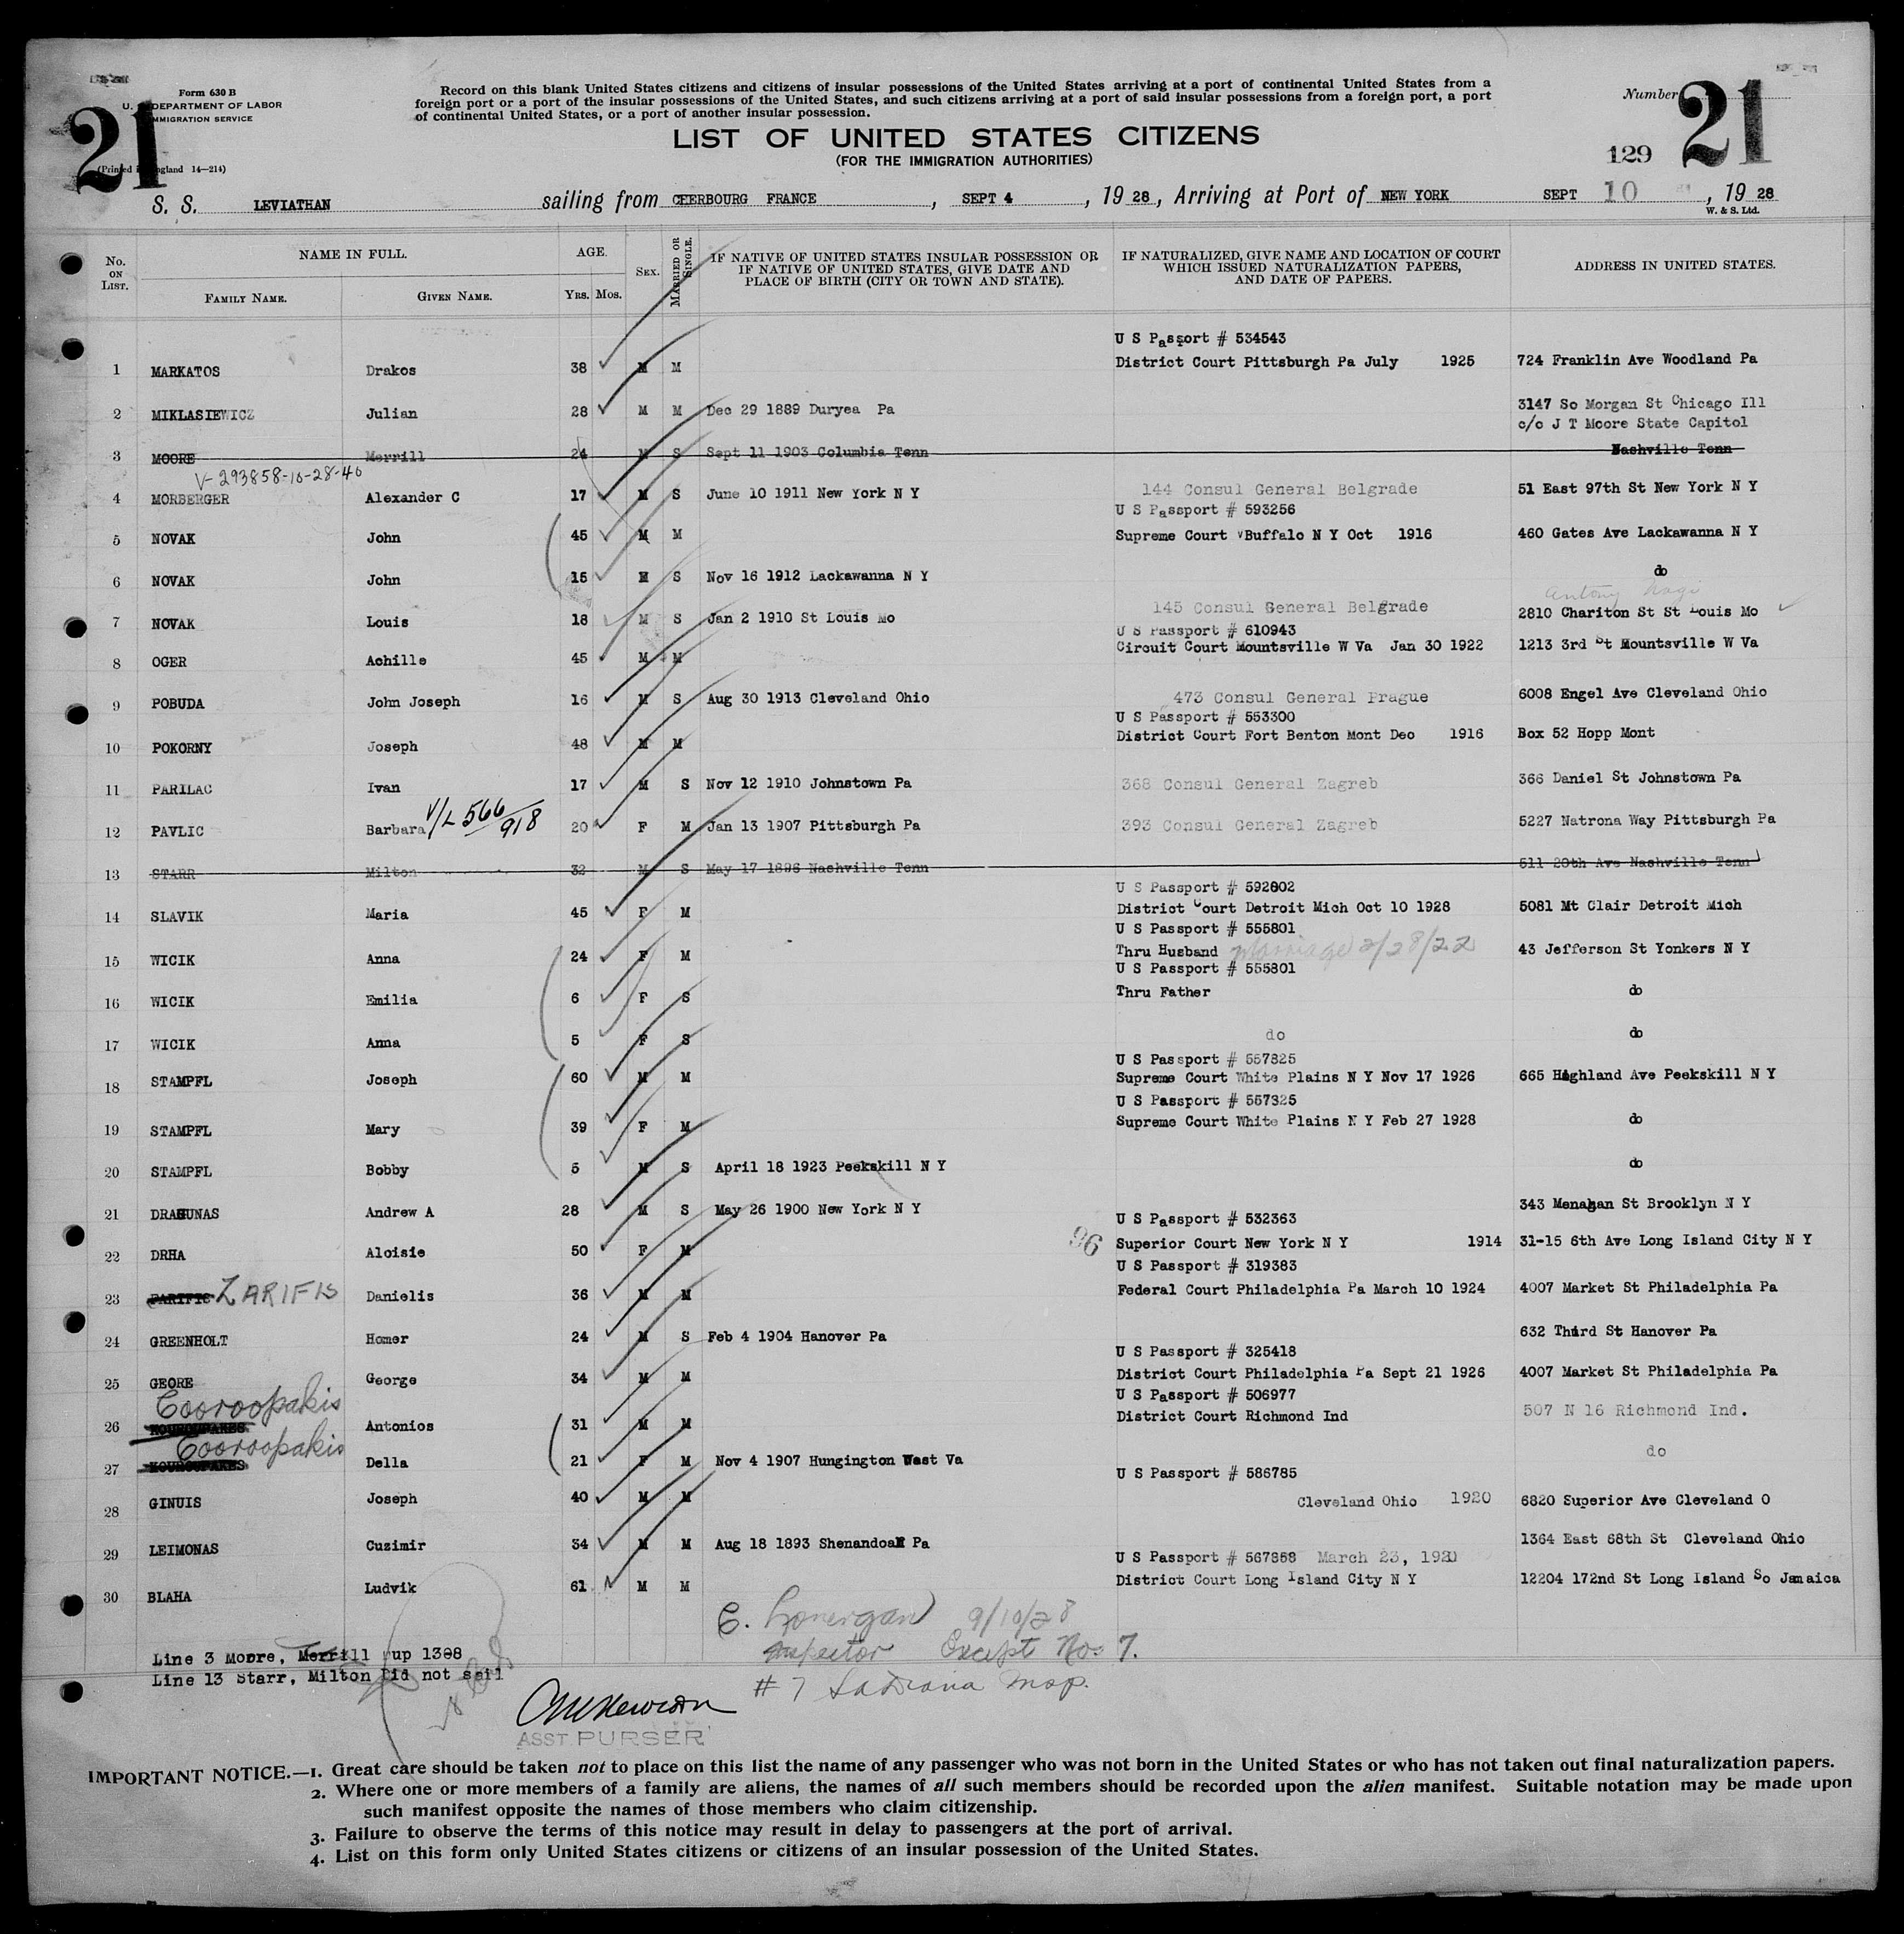 Form 630 B
U. S. DEPARTMENT OF LABOR
IMMIGRATION SERVICE
21
(Printed in England 14—214)
Record on this blank United States citizens and citizens of insular possessions of the United States arriving at a port of continental United States from a
foreign port or a port of the insular possessions of the United States, and such citizens arriving at a port of said insular possessions from a foreign port, a port
of continental United States, or a port of another insular possession.
LIST OF UNITED STATES CITIZENS
(FOR THE IMMIGRATION AUTHORITIES)
Number 21
129
S. S. LEVIATHAN sailing from CHERBOURG FRANCE, SEPT 4, 1928, Arriving at Port of NEW YORK SEPT 10, 1928
W. & S. Ltd.
No. ON LIST.
NAME IN FULL.
FAMILY NAME. GIVEN NAME.
AGE.
YRS. MOS.
SEX.
MARRIED OR SINGLE.
IF NATIVE OF UNITED STATES INSULAR POSSESSION OR
IF NATIVE OF UNITED STATES, GIVE DATE AND
PLACE OF BIRTH (CITY OR TOWN AND STATE).
IF NATURALIZED, GIVE NAME AND LOCATION OF COURT
WHICH ISSUED NATURALIZATION PAPERS,
AND DATE OF PAPERS.
ADDRESS IN UNITED STATES.
U S Passport # 534543
1 MARKATOS Drakos 38 M M District Court Pittsburgh Pa July 1925 724 Franklin Ave Woodland Pa
2 MIKLASIEWICZ Julian 28 M M Dec 29 1889 Duryea Pa 3147 So Morgan St Chicago Ill
c/o J T Moore State Capitol
3 MOORE Merrill 24 M S Sept 11 1903 Columbia Tenn Nashville Tenn
V-293858-10-28-40
4 MORBERGER Alexander C 17 M S June 10 1911 New York N Y 144 Consul General Belgrade 51 East 97th St New York N Y
U S Passport # 593256
5 NOVAK John 45 M M Supreme Court Buffalo N Y Oct 1916 460 Gates Ave Lackawanna N Y
6 NOVAK John 15 M S Nov 16 1912 Lackawanna N Y do
7 NOVAK Louis 18 M S Jan 2 1910 St Louis Mo 145 Consul General Belgrade 2810 Chariton St St Louis Mo
U S Passport # 610943
8 OGER Achille 45 M M Circuit Court Mountsville W Va Jan 30 1922 1213 3rd St Mountsville W Va
9 POBUDA John Joseph 16 M S Aug 30 1913 Cleveland Ohio 473 Consul General Prague 6008 Engel Ave Cleveland Ohio
U S Passport # 553300
10 POKORNY Joseph 48 M M District Court Fort Benton Mont Dec 1916 Box 52 Hopp Mont
11 PARILAC Ivan 17 M S Nov 12 1910 Johnstown Pa 368 Consul General Zagreb 366 Daniel St Johnstown Pa
12 PAVLIC Barbara V/L 566/918 20 F M Jan 13 1907 Pittsburgh Pa 393 Consul General Zagreb 5227 Natrona Way Pittsburgh Pa
13 STARR Milton 32 M S May 17 1896 Nashville Tenn 511 20th Ave Nashville Tenn
U S Passport # 592802
14 SLAVIK Maria 45 F M District Court Detroit Mich Oct 10 1928 5081 Mt Clair Detroit Mich
U S Passport # 555801
15 WICIK Anna 24 F M Thru Husband marriage 2/28/22 43 Jefferson St Yonkers N Y
U S Passport # 555801
16 WICIK Emilia 6 F S Thru Father do
17 WICIK Anna 5 F S do do
U S Passport # 557325
18 STAMPFL Joseph 60 M M Supreme Court White Plains N Y Nov 17 1926 665 Highland Ave Peekskill N Y
U S Passport # 557325
19 STAMPFL Mary 39 F M Supreme Court White Plains N Y Feb 27 1928 do
20 STAMPFL Bobby 5 M S April 18 1923 Peekskill N Y do
21 DRAHUNAS Andrew A 28 M S May 26 1900 New York N Y 343 Menahan St Brooklyn N Y
U S Passport # 532363
22 DRHA Aloisie 50 F M 96 Superior Court New York N Y 1914 31-15 6th Ave Long Island City N Y
U S Passport # 319383
23 PARIFIS ZARIFIS Danielis 36 M M Federal Court Philadelphia Pa March 10 1924 4007 Market St Philadelphia Pa
24 GREENHOLT Homer 24 M S Feb 4 1904 Hanover Pa 632 Third St Hanover Pa
U S Passport # 325418
25 GEORE George 34 M M District Court Philadelphia Pa Sept 21 1926 4007 Market St Philadelphia Pa
Cooroopakis U S Passport # 506977
26 KOUROUPAKES Antonios 31 M M District Court Richmond Ind 507 N 16 Richmond Ind.
Cooroopakis
27 KOUROUPAKES Della 21 F M Nov 4 1907 Hungington West Va do
U S Passport # 586785
28 GINUIS Joseph 40 M M Cleveland Ohio 1920 6820 Superior Ave Cleveland O
29 LEIMONAS Cuzimir 34 M M Aug 18 1893 Shenandoah Pa 1364 East 68th St Cleveland Ohio
U S Passport # 567858 March 23, 1920
30 BLAHA Ludvik 61 M M District Court Long Island City N Y 12204 172nd St Long Island So Jamaica
E. Lonergan 9/10/28
Inspector Except No. 7.
Line 3 Moore, Merrill up 1308
Line 13 Starr, Milton Did not sail
# 7
ASST. PURSER
IMPORTANT NOTICE.—1. Great care should be taken not to place on this list the name of any passenger who was not born in the United States or who has not taken out final naturalization papers.
2. Where one or more members of a family are aliens, the names of all such members should be recorded upon the alien manifest. Suitable notation may be made upon
such manifest opposite the names of those members who claim citizenship.
3. Failure to observe the terms of this notice may result in delay to passengers at the port of arrival.
4. List on this form only United States citizens or citizens of an insular possession of the United States.